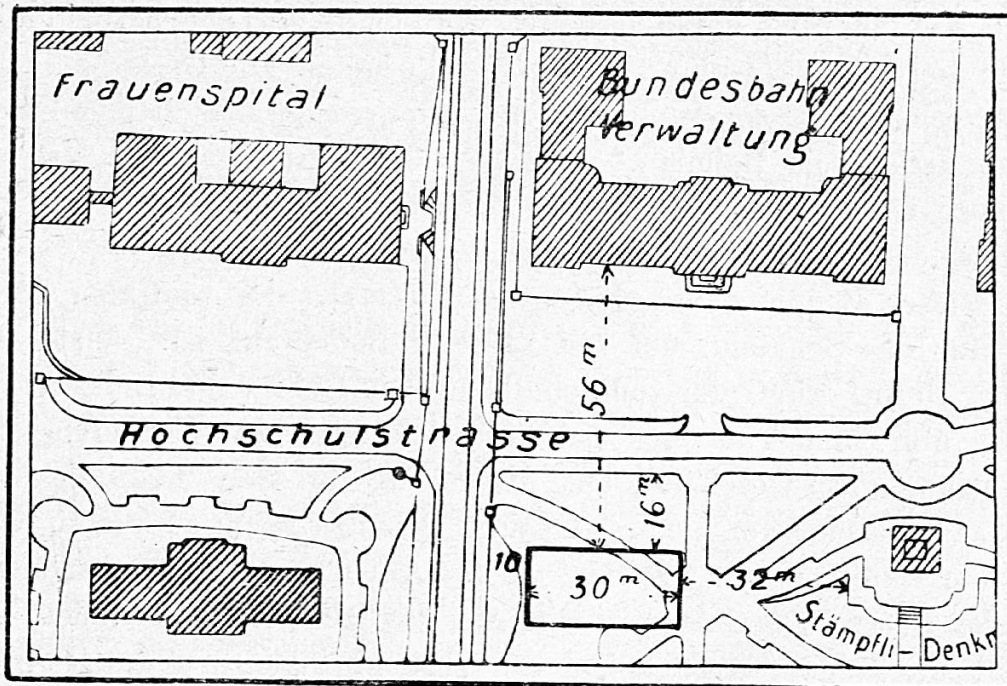 Frauenspital
Bundesbahn
Verwaltung
56 m
Hochschulstrasse
16 m
10
30 m
32 m
Stämpfli - Denkm